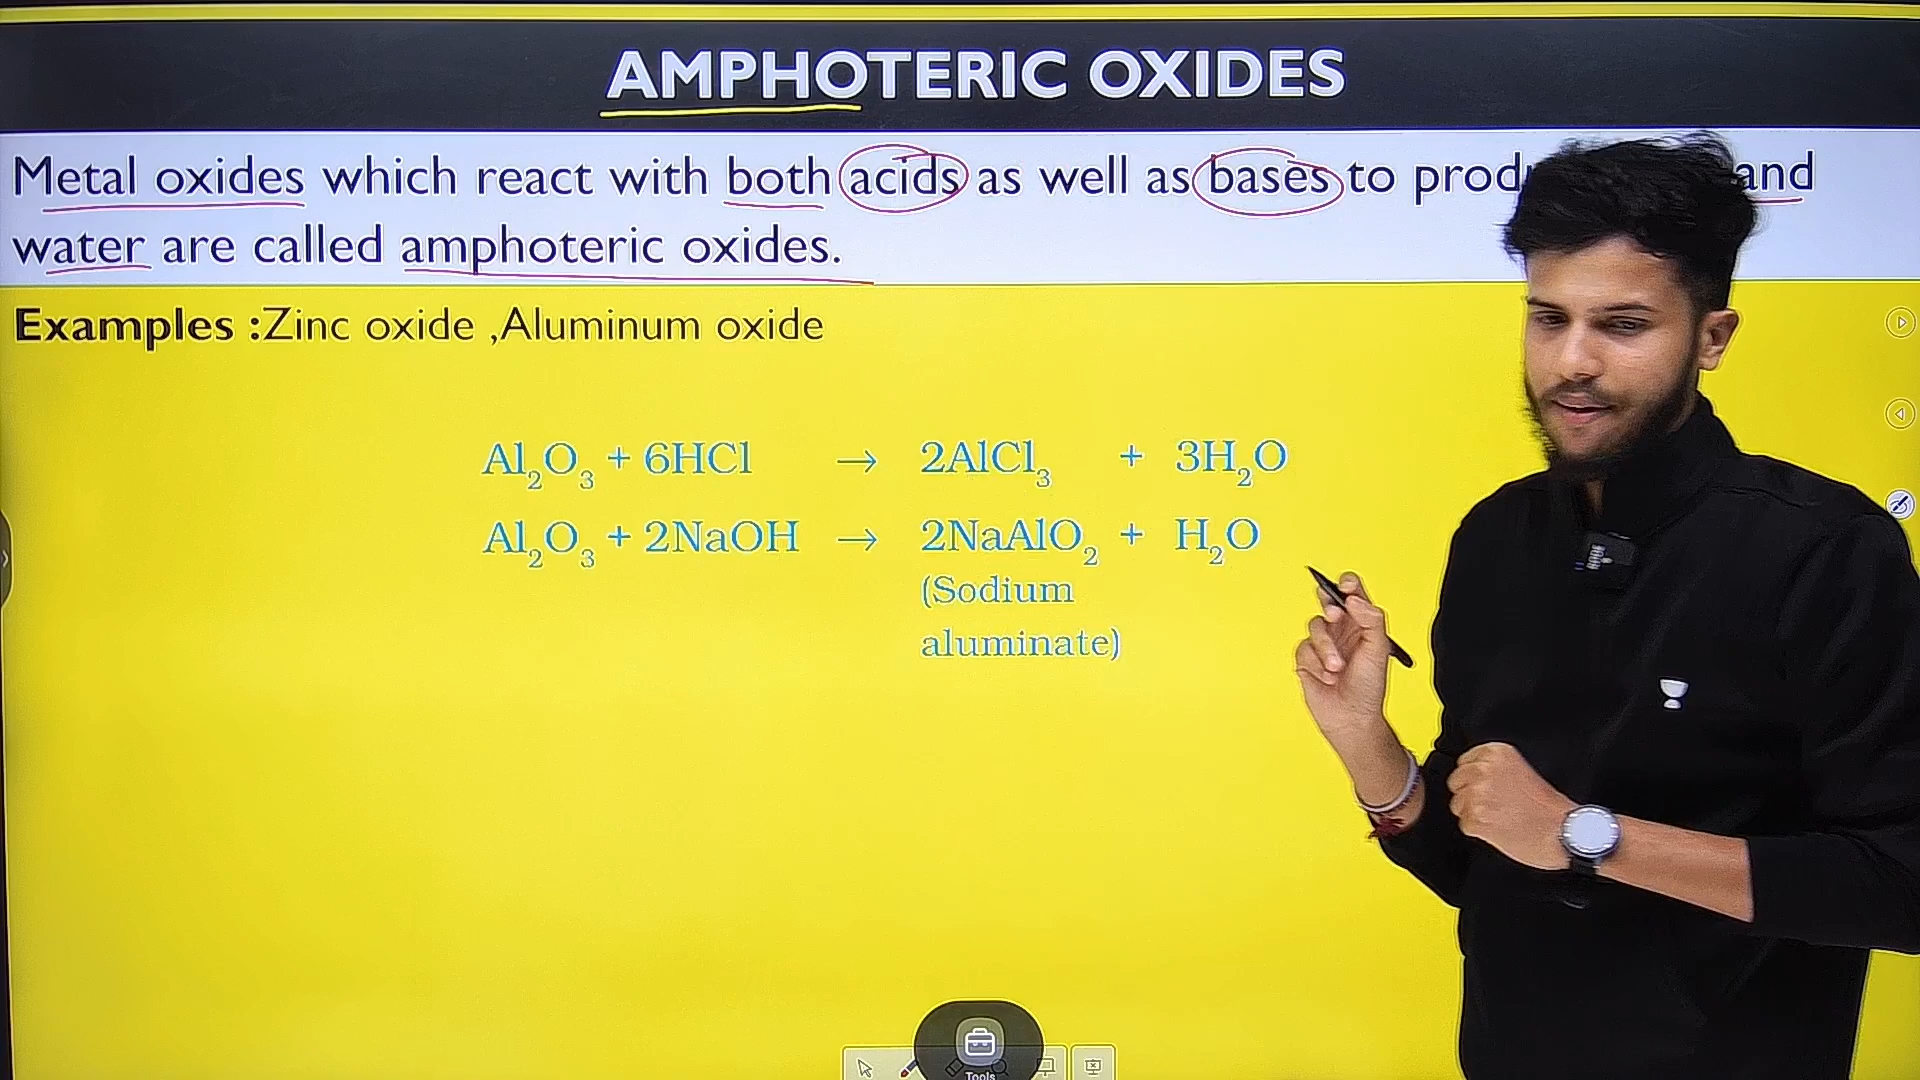 AMPHOTERIC OXIDES
Metal oxides which react with both acids as well as bases to and
water are called amphoteric oxides.
Examples :Zinc oxide ,Aluminum oxide
Al₂O₃ + 6HCl → 2AlCl₃ + 3H₂O
Al₂O₃ + 2NaOH → 2NaAlO₂ + H₂O
(Sodium
aluminate)
Tools